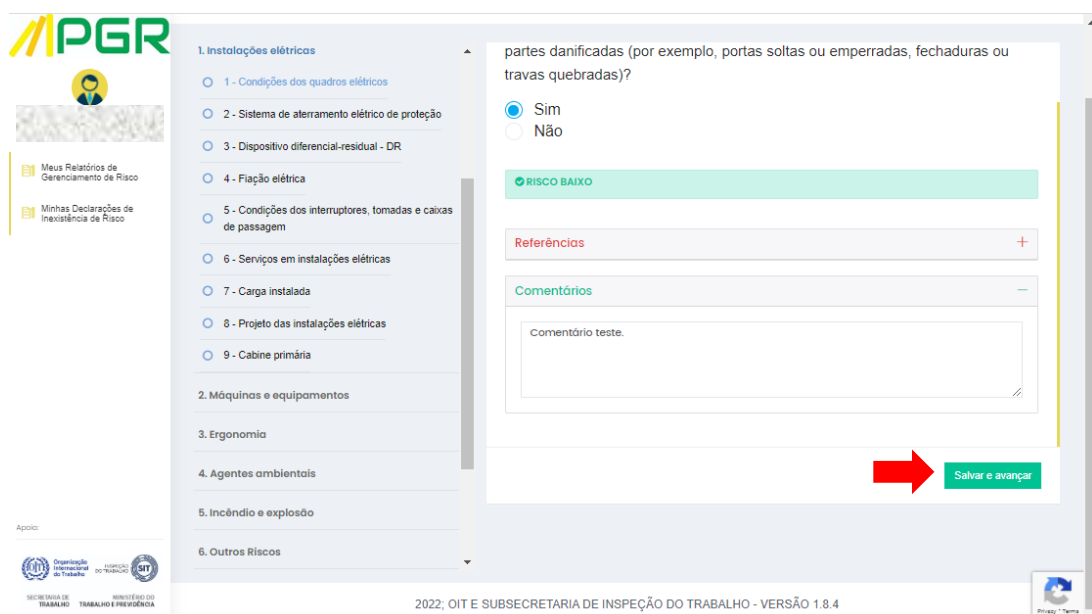 PGR
Meus Relatórios de
Gerenciamento de Risco
Minhas Declarações de
Inexistência de Risco
Apoio:
Organização
Internacional
do Trabalho
INSPEÇÃO
DO TRABALHO
SIT
SECRETARIA DE
TRABALHO
MINISTÉRIO DO
TRABALHO E PREVIDÊNCIA
1. Instalações elétricas
1 - Condições dos quadros elétricos
2 - Sistema de aterramento elétrico de proteção
3 - Dispositivo diferencial-residual - DR
4 - Fiação elétrica
5 - Condições dos interruptores, tomadas e caixas
de passagem
6 - Serviços em instalações elétricas
7 - Carga instalada
8 - Projeto das instalações elétricas
9 - Cabine primária
2. Máquinas e equipamentos
3. Ergonomia
4. Agentes ambientais
5. Incêndio e explosão
6. Outros Riscos
partes danificadas (por exemplo, portas soltas ou emperradas, fechaduras ou
travas quebradas)?
Sim
Não
RISCO BAIXO
Referências
Comentários
Comentário teste.
Salvar e avançar
2022; OIT E SUBSECRETARIA DE INSPEÇÃO DO TRABALHO - VERSÃO 1.8.4
Privacy - Terms